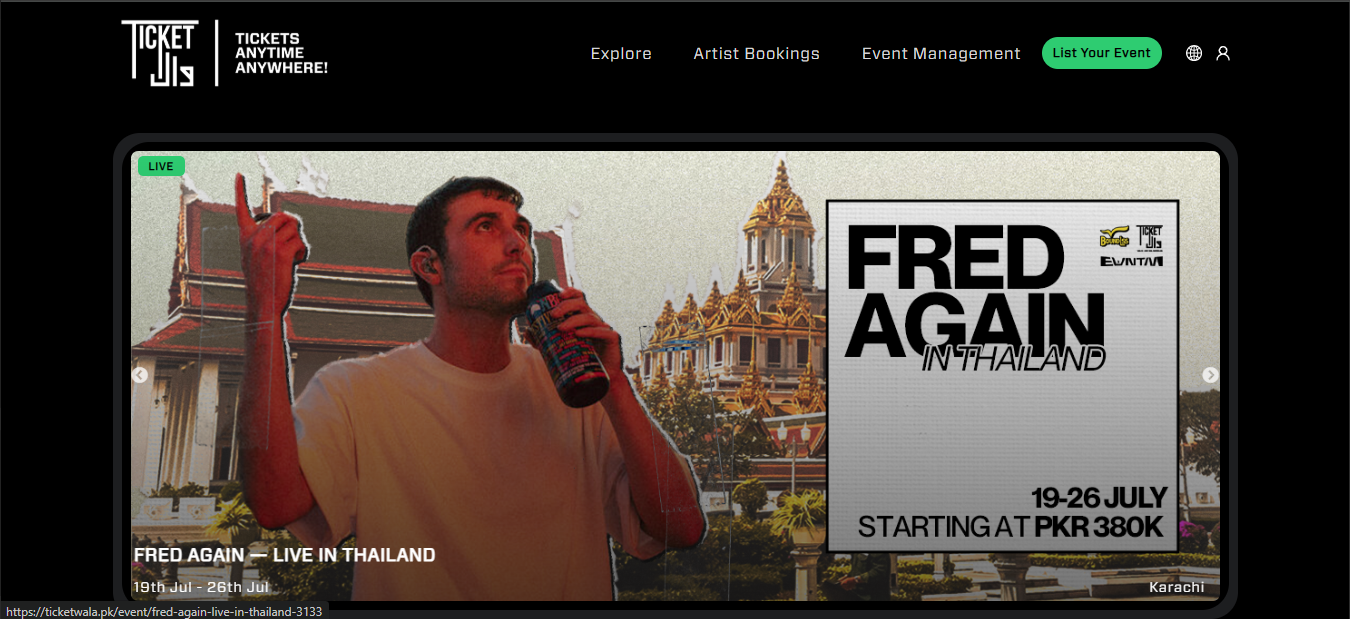 TICKET
والا
TICKETS
ANYTIME
ANYWHERE!
Explore
Artist Bookings
Event Management
List Your Event
LIVE
FRED
AGAIN
IN THAILAND
BOUNDLSS
TICKET
والا
19-26 JULY
STARTING AT PKR 380K
FRED AGAIN — LIVE IN THAILAND
19th Jul - 26th Jul
Karachi
https://ticketwala.pk/event/fred-again-live-in-thailand-3133